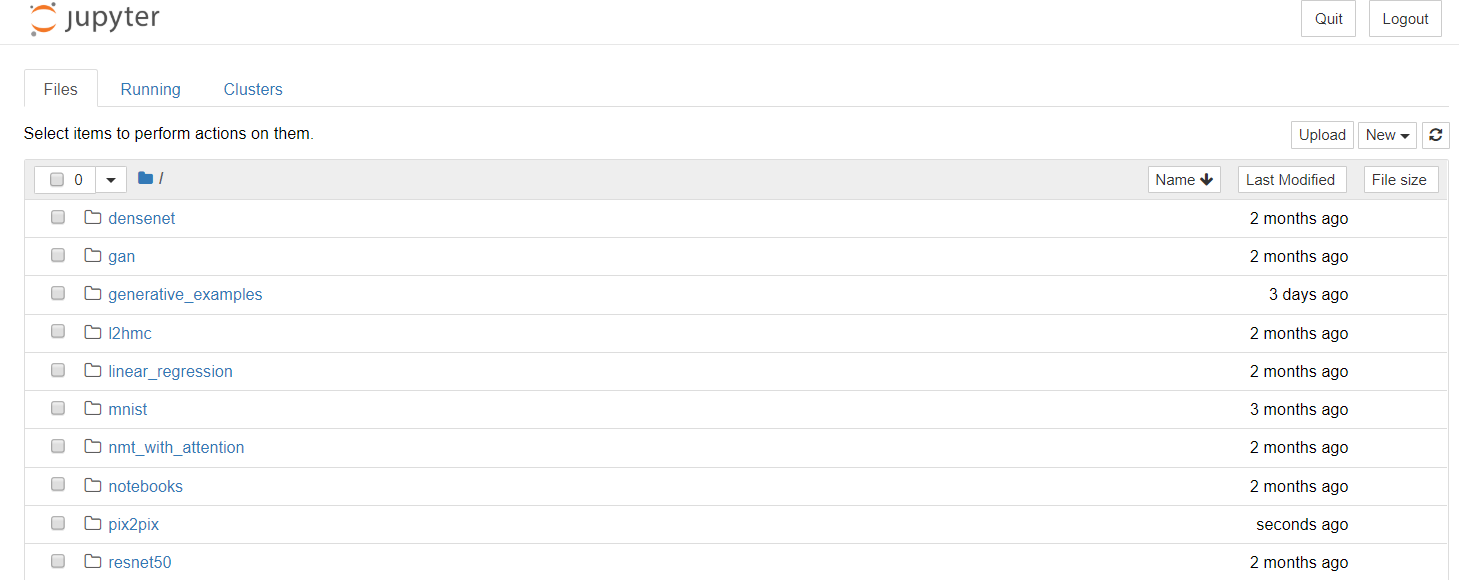 jupyter Quit Logout
Files Running Clusters
Select items to perform actions on them. Upload New
0 / Name Last Modified File size
densenet 2 months ago
gan 2 months ago
generative_examples 3 days ago
l2hmc 2 months ago
linear_regression 2 months ago
mnist 3 months ago
nmt_with_attention 2 months ago
notebooks 2 months ago
pix2pix seconds ago
resnet50 2 months ago